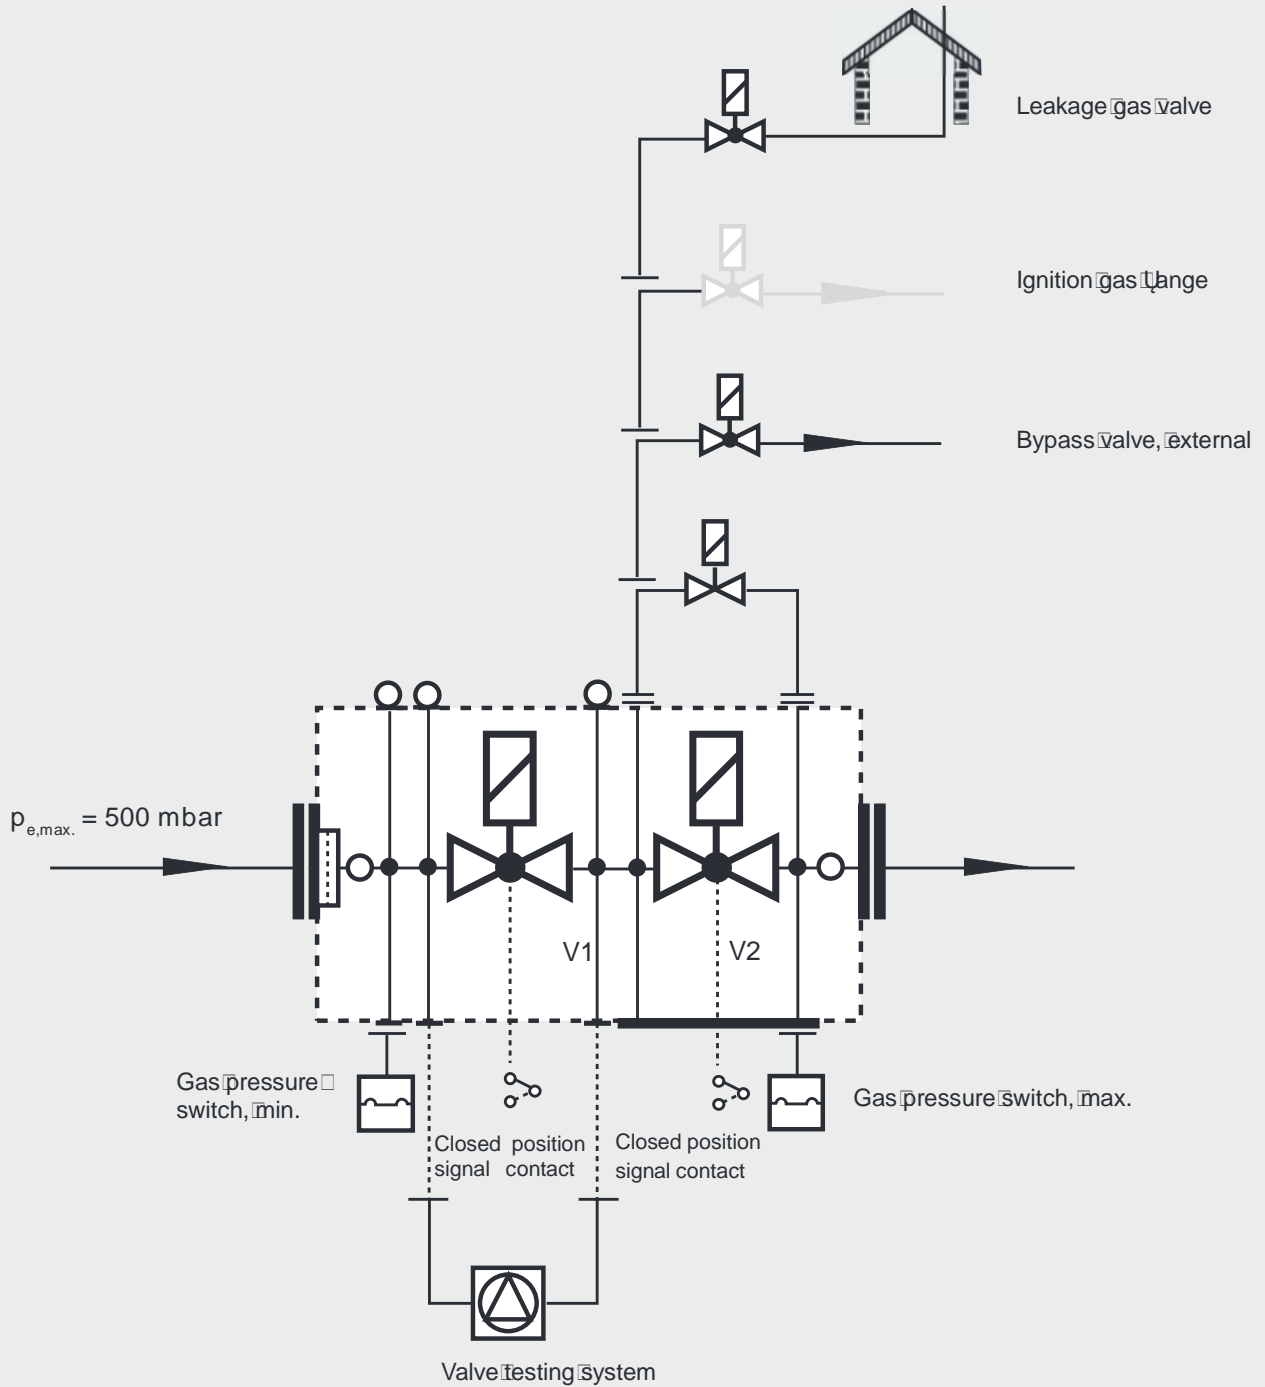 Leakage gas valve
Ignition gas
Bypass valve, external
pe,max. = 500 mbar
V1
V2
Gas pressure
switch, min.
Gas pressure switch, max.
Closed position
signal contact
Closed position
signal contact
Valve testing system